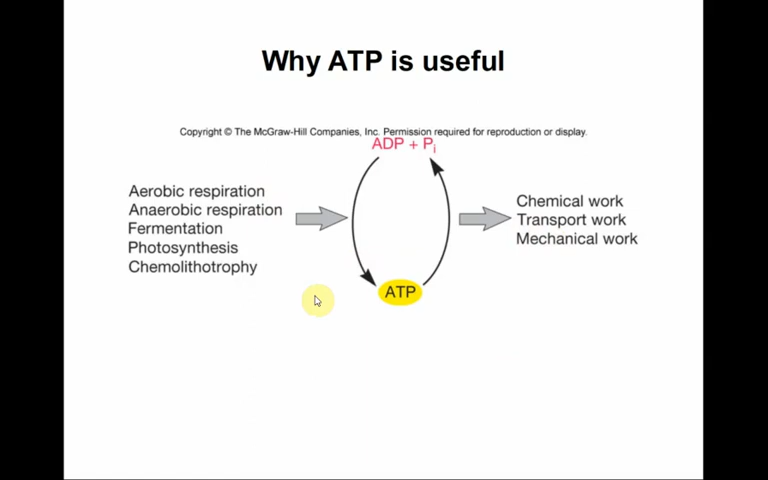 Why ATP is useful
Copyright © The McGraw-Hill Companies, Inc. Permission required for reproduction or display.
ADP + Pi
Aerobic respiration
Anaerobic respiration
Fermentation
Photosynthesis
Chemolithotrophy
Chemical work
Transport work
Mechanical work
ATP